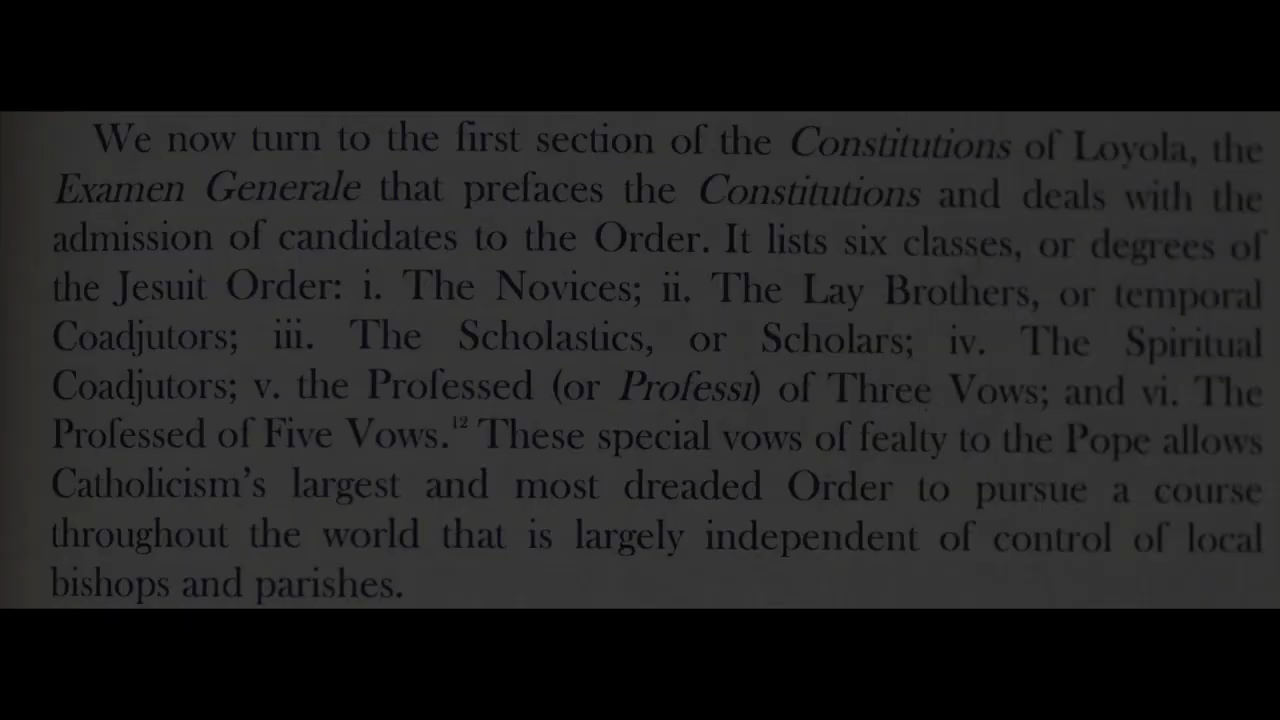 We now turn to the first section of the Constitutions of Loyola, the
Examen Generale that prefaces the Constitutions and deals with the
admission of candidates to the Order. It lists six classes, or degrees of
the Jesuit Order: i. The Novices; ii. The Lay Brothers, or temporal
Coadjutors; iii. The Scholastics, or Scholars; iv. The Spiritual
Coadjutors; v. the Professed (or Professi) of Three Vows; and vi. The
Professed of Five Vows.12 These special vows of fealty to the Pope allows
Catholicism's largest and most dreaded Order to pursue a course
throughout the world that is largely independent of control of local
bishops and parishes.